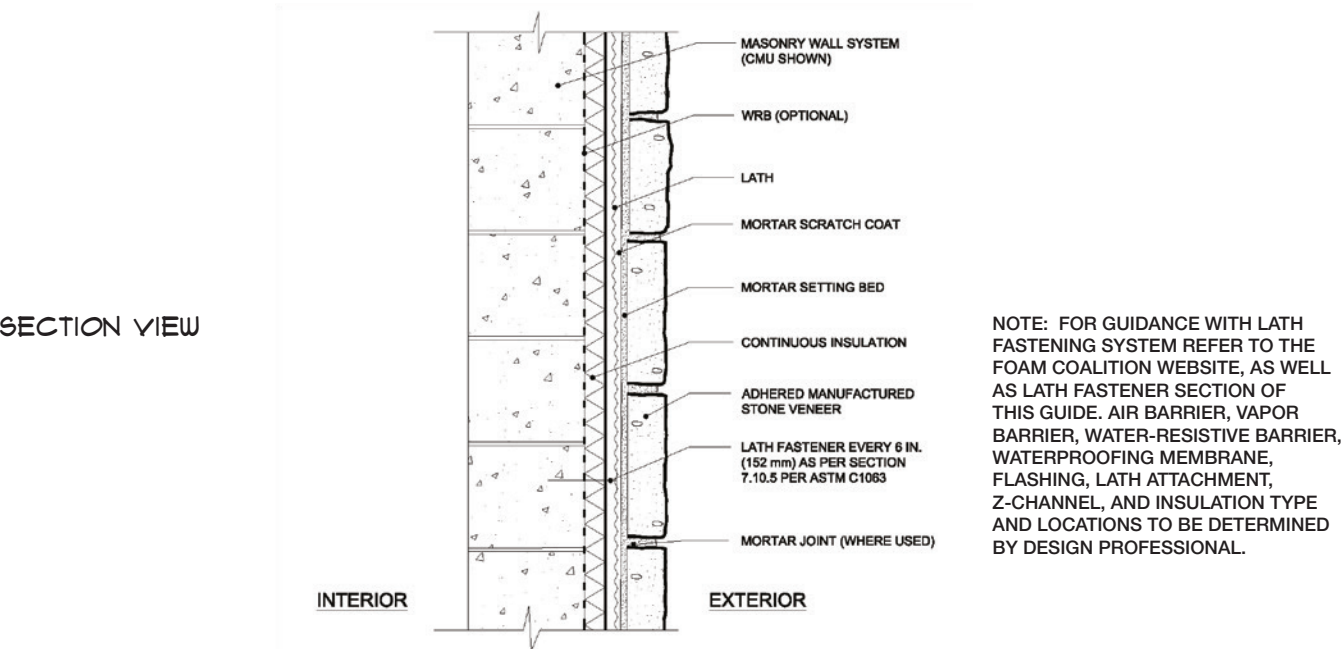 SECTION VIEW
MASONRY WALL SYSTEM
(CMU SHOWN)
WRB (OPTIONAL)
LATH
MORTAR SCRATCH COAT
MORTAR SETTING BED
CONTINUOUS INSULATION
ADHERED MANUFACTURED
STONE VENEER
LATH FASTENER EVERY 6 IN.
(152 mm) AS PER SECTION
7.10.5 PER ASTM C1063
MORTAR JOINT (WHERE USED)
INTERIOR
EXTERIOR
NOTE: FOR GUIDANCE WITH LATH
FASTENING SYSTEM REFER TO THE
FOAM COALITION WEBSITE, AS WELL
AS LATH FASTENER SECTION OF
THIS GUIDE. AIR BARRIER, VAPOR
BARRIER, WATER-RESISTIVE BARRIER,
WATERPROOFING MEMBRANE,
FLASHING, LATH ATTACHMENT,
Z-CHANNEL, AND INSULATION TYPE
AND LOCATIONS TO BE DETERMINED
BY DESIGN PROFESSIONAL.